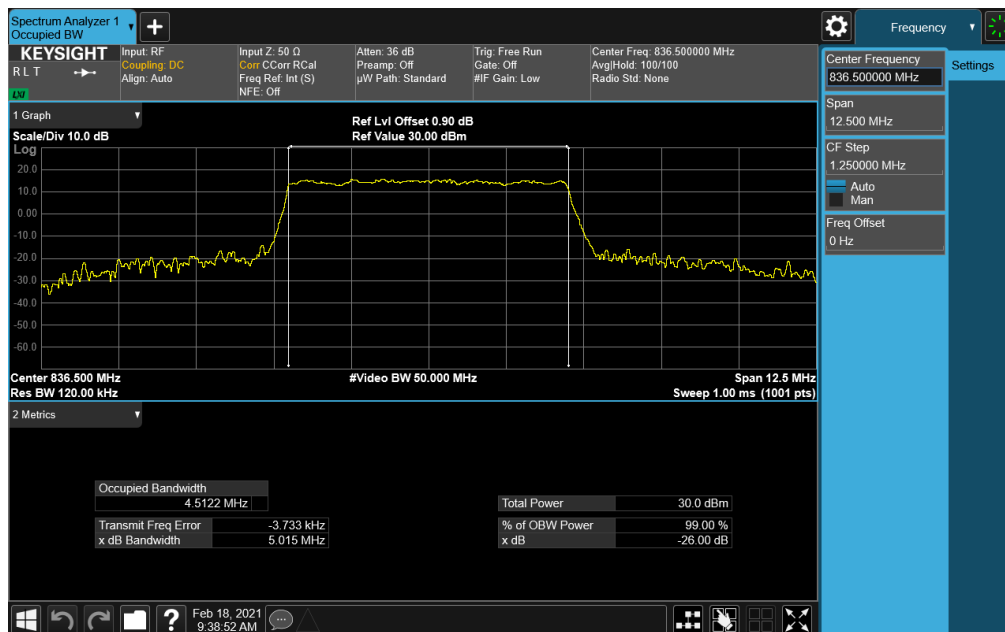 Spectrum Analyzer 1
Occupied BW
Frequency
KEYSIGHT
R L T
LXI
Input: RF
Coupling: DC
Align: Auto
Input Z: 50 Ω
Corr CCorr RCal
Freq Ref: Int (S)
NFE: Off
Atten: 36 dB
Preamp: Off
µW Path: Standard
Trig: Free Run
Gate: Off
#IF Gain: Low
Center Freq: 836.500000 MHz
Avg|Hold: 100/100
Radio Std: None
Center Frequency
836.500000 MHz
Settings
Span
12.500 MHz
CF Step
1.250000 MHz
Auto
Man
Freq Offset
0 Hz
1 Graph
Scale/Div 10.0 dB
Ref Lvl Offset 0.90 dB
Ref Value 30.00 dBm
Log
20.0
10.0
0.00
-10.0
-20.0
-30.0
-40.0
-50.0
-60.0
Center 836.500 MHz
#Video BW 50.000 MHz
Span 12.5 MHz
Res BW 120.00 kHz
Sweep 1.00 ms (1001 pts)
2 Metrics
Occupied Bandwidth
4.5122 MHz
Total Power 30.0 dBm
Transmit Freq Error -3.733 kHz
% of OBW Power 99.00 %
x dB Bandwidth 5.015 MHz
x dB -26.00 dB
?
Feb 18, 2021
9:38:52 AM